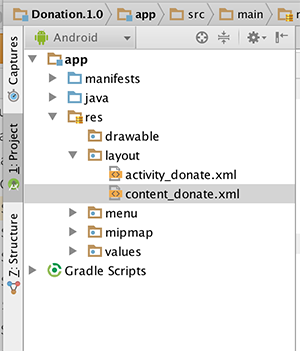 Donation.1.0 app src main
Android
app
manifests
java
res
drawable
layout
activity_donate.xml
content_donate.xml
menu
mipmap
values
Gradle Scripts
Captures
1: Project
Z: Structure